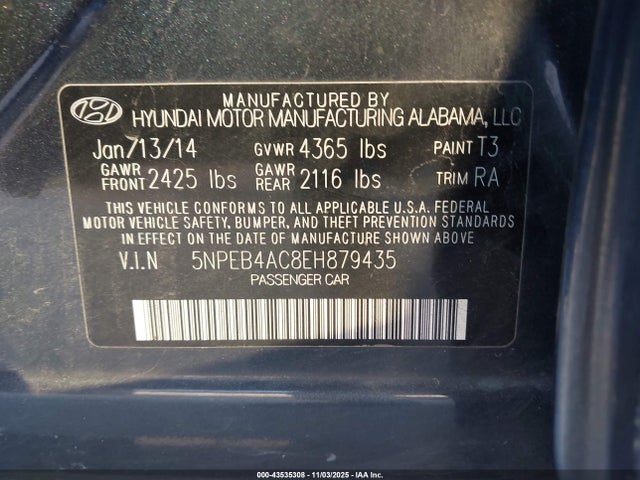 MANUFACTURED BY
HYUNDAI MOTOR MANUFACTURING ALABAMA, LLC
Jan/13/14 GVWR 4365 lbs PAINT T3
GAWR FRONT 2425 lbs GAWR REAR 2116 lbs TRIM RA
THIS VEHICLE CONFORMS TO ALL APPLICABLE U.S.A. FEDERAL
MOTOR VEHICLE SAFETY, BUMPER, AND THEFT PREVENTION STANDARDS
IN EFFECT ON THE DATE OF MANUFACTURE SHOWN ABOVE.
V.I.N 5NPEB4AC8EH879435
PASSENGER CAR
000-43535308 - 11/03/2025 - IAAI, Inc.